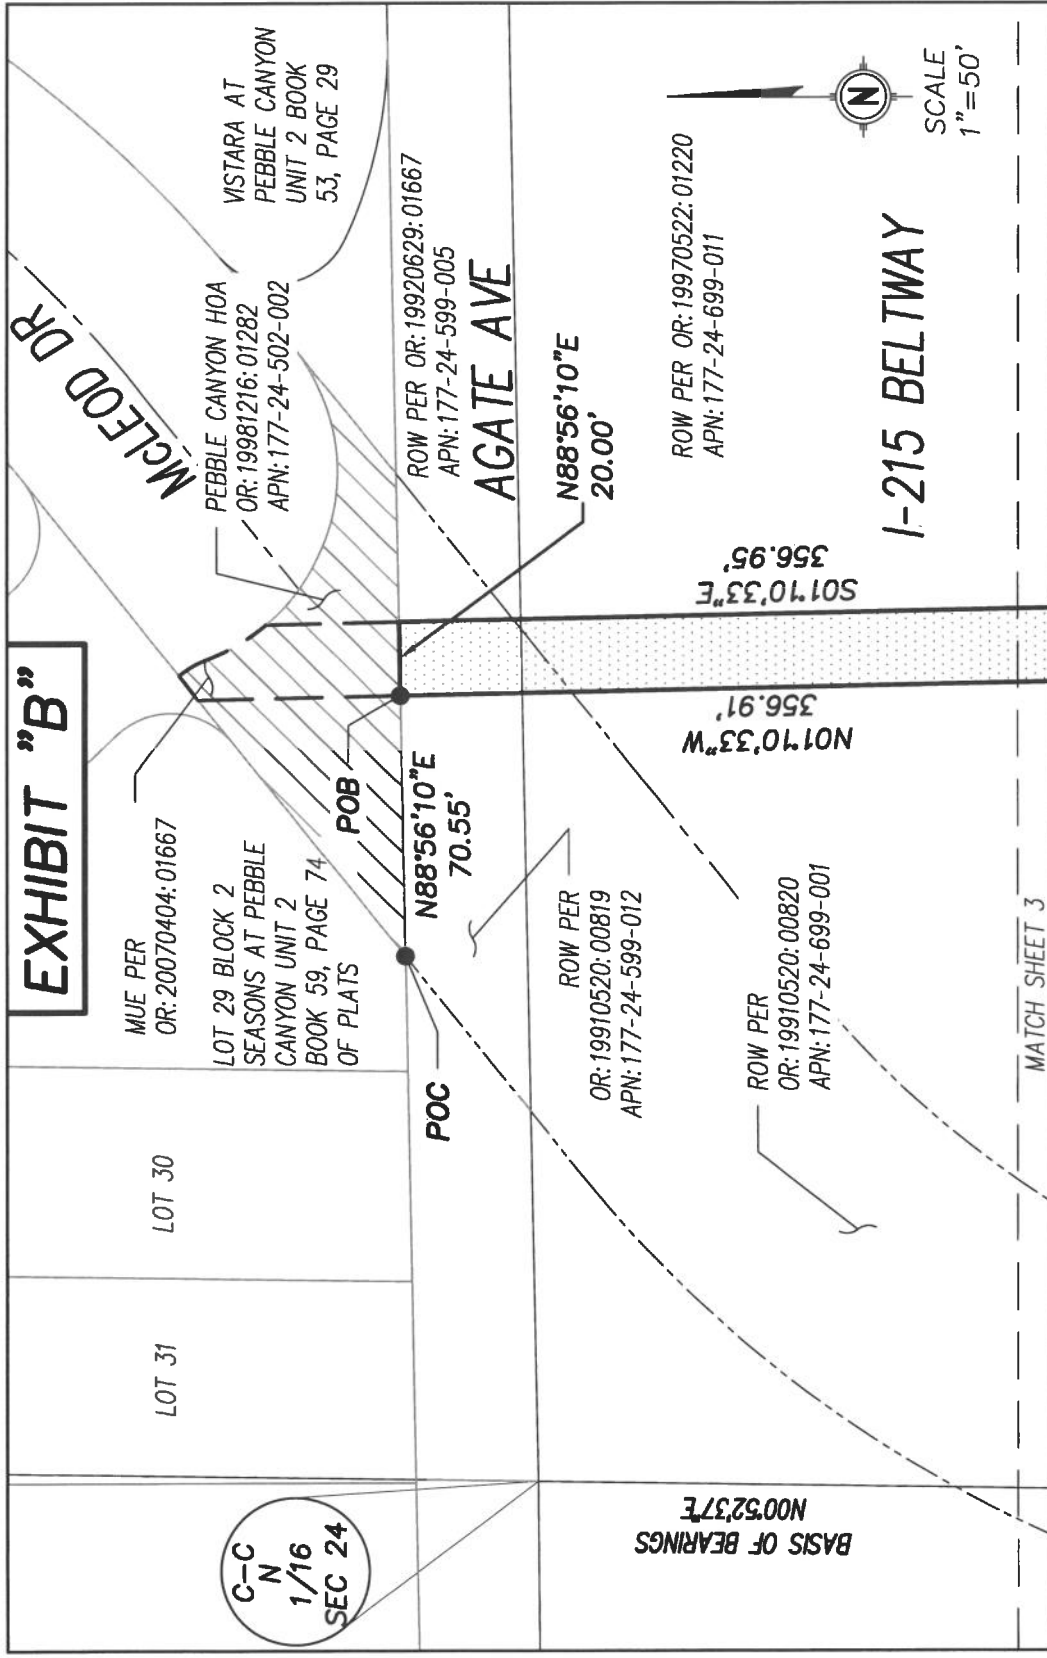 EXHIBIT "B"
McLEOD DR
VISTARA AT
PEBBLE CANYON
UNIT 2 BOOK
53, PAGE 29
PEBBLE CANYON HOA
OR:19981216:01282
APN:177-24-502-002
MUE PER
OR:20070404:01667
LOT 29 BLOCK 2
SEASONS AT PEBBLE
CANYON UNIT 2
BOOK 59, PAGE 74
OF PLATS
LOT 30
LOT 31
C-C
N
1/16
SEC 24
POC
POB
N88°56'10"E
70.55'
ROW PER OR:19920629:01667
APN:177-24-599-005
AGATE AVE
N88°56'10"E
20.00'
ROW PER
OR:19910520:00819
APN:177-24-599-012
ROW PER OR:19970522:01220
APN:177-24-699-011
I-215 BELTWAY
S01°10'33"E
356.95'
N01°10'33"W
356.91'
ROW PER
OR:19910520:00820
APN:177-24-699-001
BASIS OF BEARINGS
N00°52'37"E
N
SCALE
1"=50'
MATCH SHEET 3